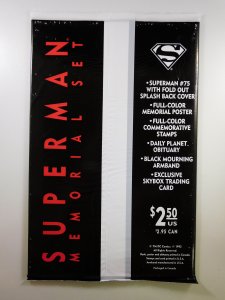 SUPERMAN
MEMORIAL SET
S
• SUPERMAN #75
WITH FOLD OUT
SPLASH BACK COVER
• FULL-COLOR
MEMORIAL POSTER
• FULL-COLOR
COMMEMORATIVE
STAMPS
• DAILY PLANET
OBITUARY
• BLACK MOURNING
ARMBAND
• EXCLUSIVE
SKYBOX TRADING
CARD
$2.50
US
$2.95 CAN